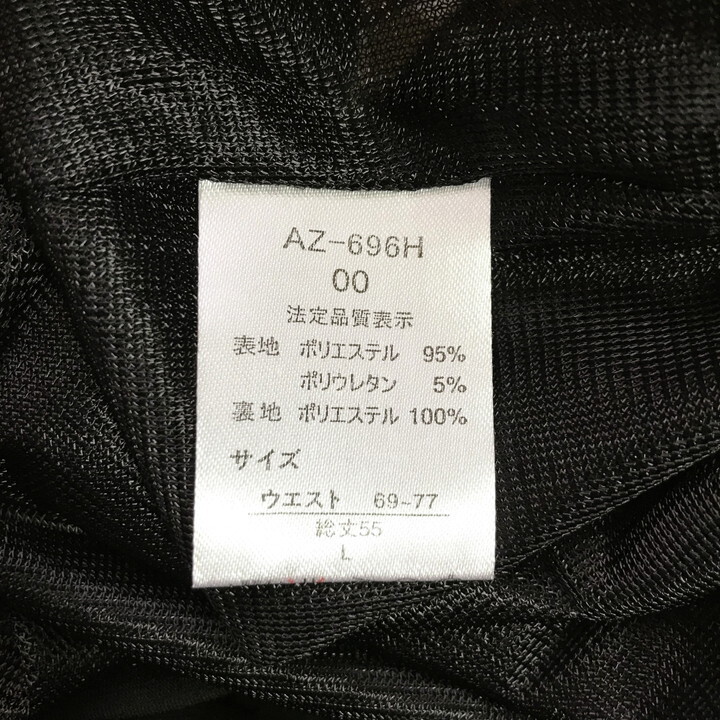 AZ-696H
00
法定品質表示
表地 ポリエステル 95%
ポリウレタン 5%
裏地 ポリエステル 100%
サイズ
ウエスト 69~77
総丈55
L